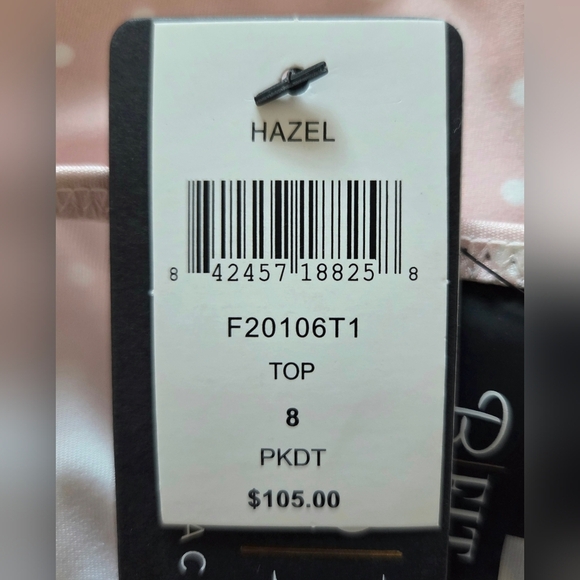 HAZEL
8 42457 18825 8
F20106T1
TOP
8
PKDT
$105.00